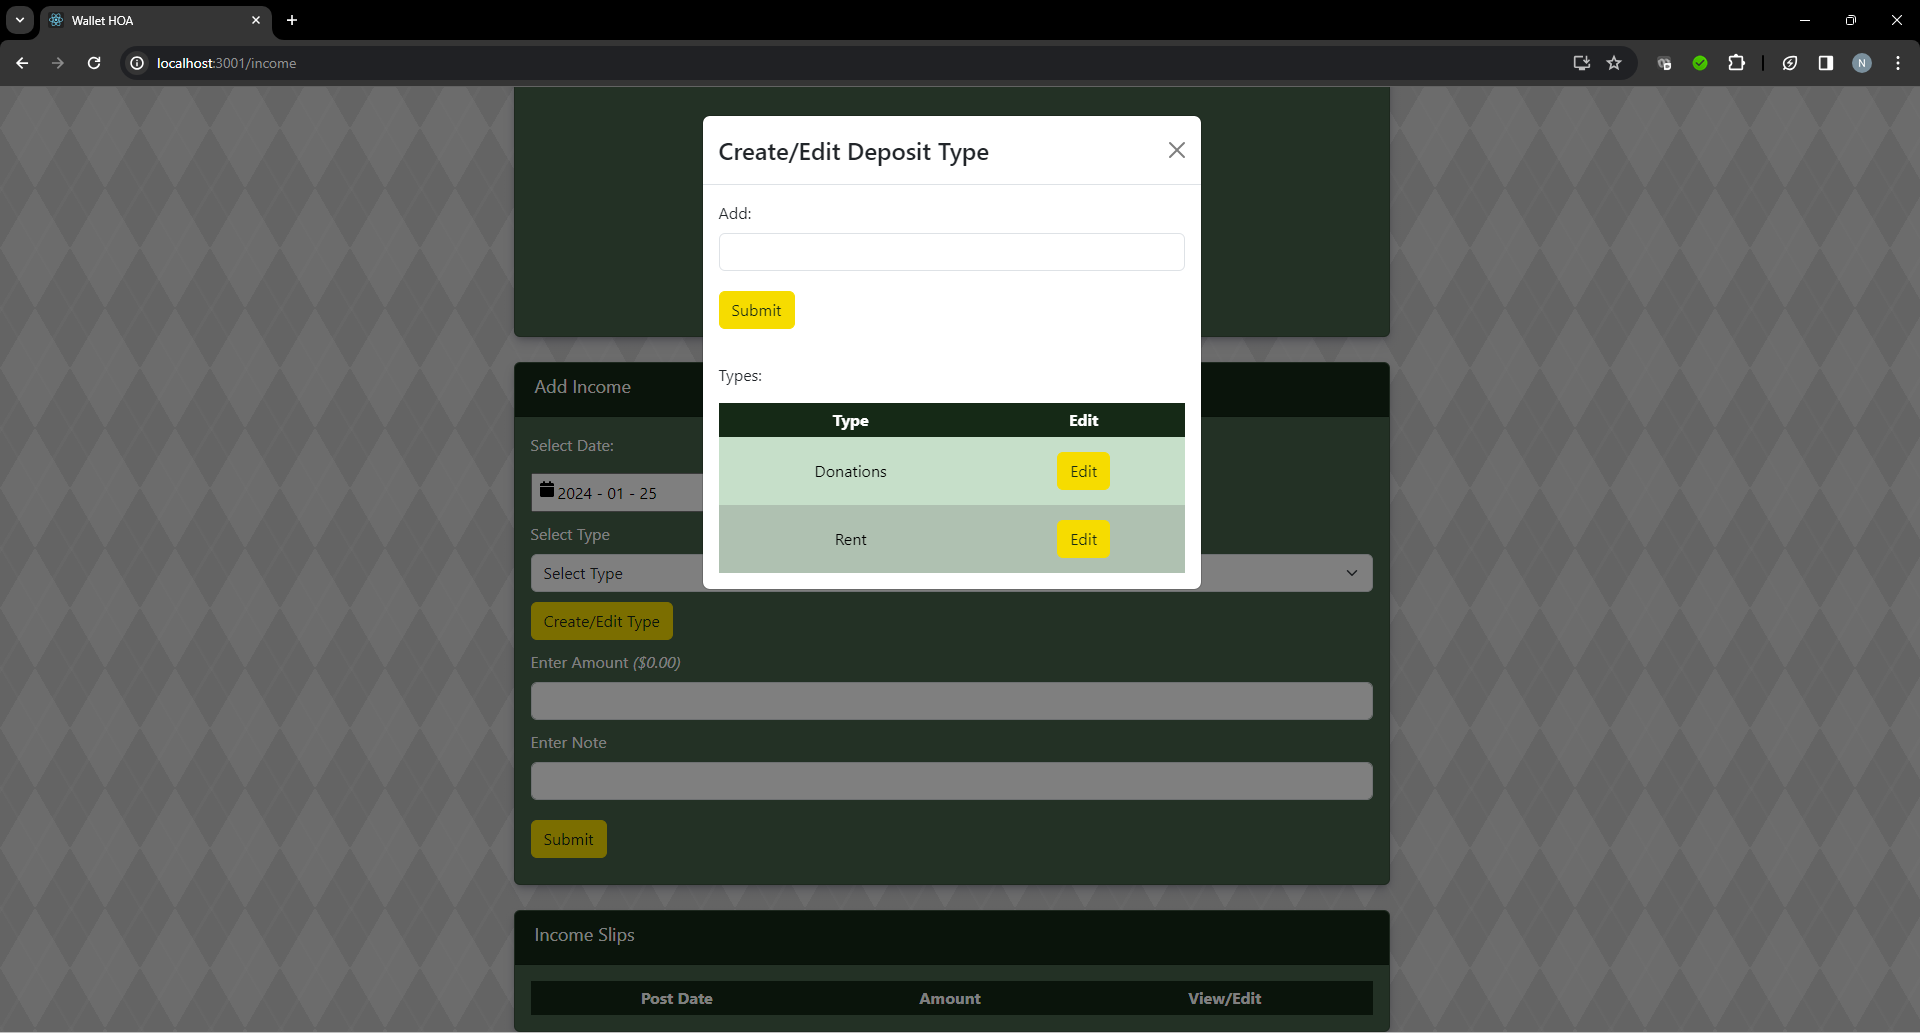 Wallet HOA
localhost:3001/income
N
Create/Edit Deposit Type
Add:
Submit
Types:
Type Edit
Donations Edit
Rent Edit
Add Income
Select Date:
2024 - 01 - 25
Select Type
Select Type
Create/Edit Type
Enter Amount ($0.00)
Enter Note
Submit
Income Slips
Post Date Amount View/Edit